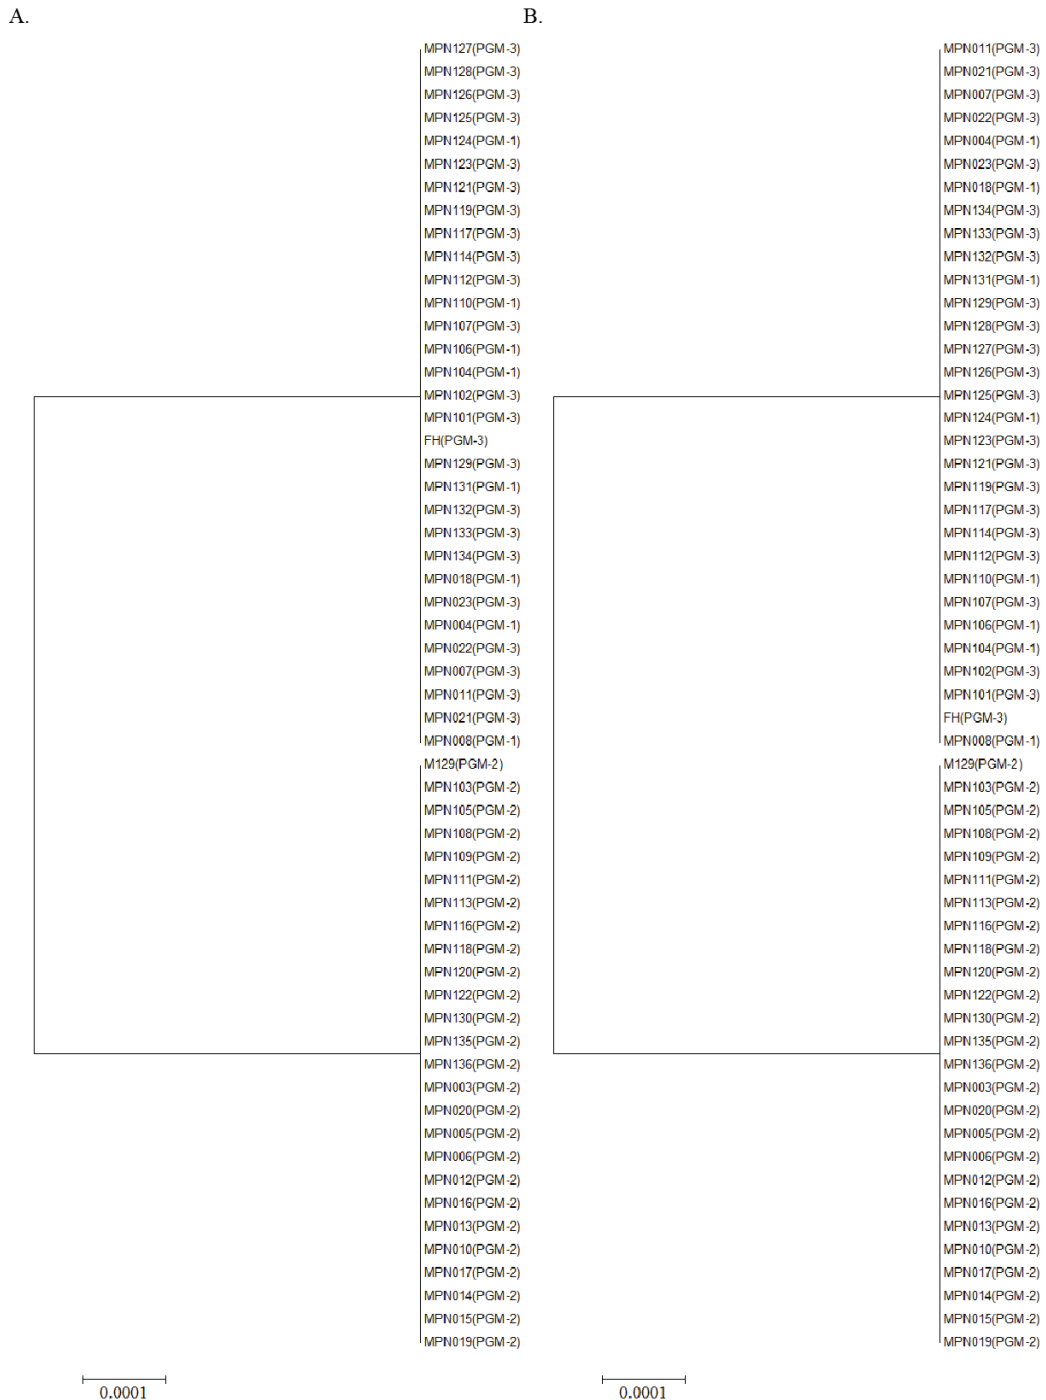 A.
MPN127(PGM-3)
MPN128(PGM-3)
MPN126(PGM-3)
MPN125(PGM-3)
MPN124(PGM-1)
MPN123(PGM-3)
MPN121(PGM-3)
MPN119(PGM-3)
MPN117(PGM-3)
MPN114(PGM-3)
MPN112(PGM-3)
MPN110(PGM-1)
MPN107(PGM-3)
MPN106(PGM-1)
MPN104(PGM-1)
MPN102(PGM-3)
MPN101(PGM-3)
FH(PGM-3)
MPN129(PGM-3)
MPN131(PGM-1)
MPN132(PGM-3)
MPN133(PGM-3)
MPN134(PGM-3)
MPN018(PGM-1)
MPN023(PGM-3)
MPN004(PGM-1)
MPN022(PGM-3)
MPN007(PGM-3)
MPN011(PGM-3)
MPN021(PGM-3)
MPN008(PGM-1)
M129(PGM-2)
MPN103(PGM-2)
MPN105(PGM-2)
MPN108(PGM-2)
MPN109(PGM-2)
MPN111(PGM-2)
MPN113(PGM-2)
MPN116(PGM-2)
MPN118(PGM-2)
MPN120(PGM-2)
MPN122(PGM-2)
MPN130(PGM-2)
MPN135(PGM-2)
MPN136(PGM-2)
MPN003(PGM-2)
MPN020(PGM-2)
MPN005(PGM-2)
MPN006(PGM-2)
MPN012(PGM-2)
MPN016(PGM-2)
MPN013(PGM-2)
MPN010(PGM-2)
MPN017(PGM-2)
MPN014(PGM-2)
MPN015(PGM-2)
MPN019(PGM-2)
0.0001
B.
MPN011(PGM-3)
MPN021(PGM-3)
MPN007(PGM-3)
MPN022(PGM-3)
MPN004(PGM-1)
MPN023(PGM-3)
MPN018(PGM-1)
MPN134(PGM-3)
MPN133(PGM-3)
MPN132(PGM-3)
MPN131(PGM-1)
MPN129(PGM-3)
MPN128(PGM-3)
MPN127(PGM-3)
MPN126(PGM-3)
MPN125(PGM-3)
MPN124(PGM-1)
MPN123(PGM-3)
MPN121(PGM-3)
MPN119(PGM-3)
MPN117(PGM-3)
MPN114(PGM-3)
MPN112(PGM-3)
MPN110(PGM-1)
MPN107(PGM-3)
MPN106(PGM-1)
MPN104(PGM-1)
MPN102(PGM-3)
MPN101(PGM-3)
FH(PGM-3)
MPN008(PGM-1)
M129(PGM-2)
MPN103(PGM-2)
MPN105(PGM-2)
MPN108(PGM-2)
MPN109(PGM-2)
MPN111(PGM-2)
MPN113(PGM-2)
MPN116(PGM-2)
MPN118(PGM-2)
MPN120(PGM-2)
MPN122(PGM-2)
MPN130(PGM-2)
MPN135(PGM-2)
MPN136(PGM-2)
MPN003(PGM-2)
MPN020(PGM-2)
MPN005(PGM-2)
MPN006(PGM-2)
MPN012(PGM-2)
MPN016(PGM-2)
MPN013(PGM-2)
MPN010(PGM-2)
MPN017(PGM-2)
MPN014(PGM-2)
MPN015(PGM-2)
MPN019(PGM-2)
0.0001